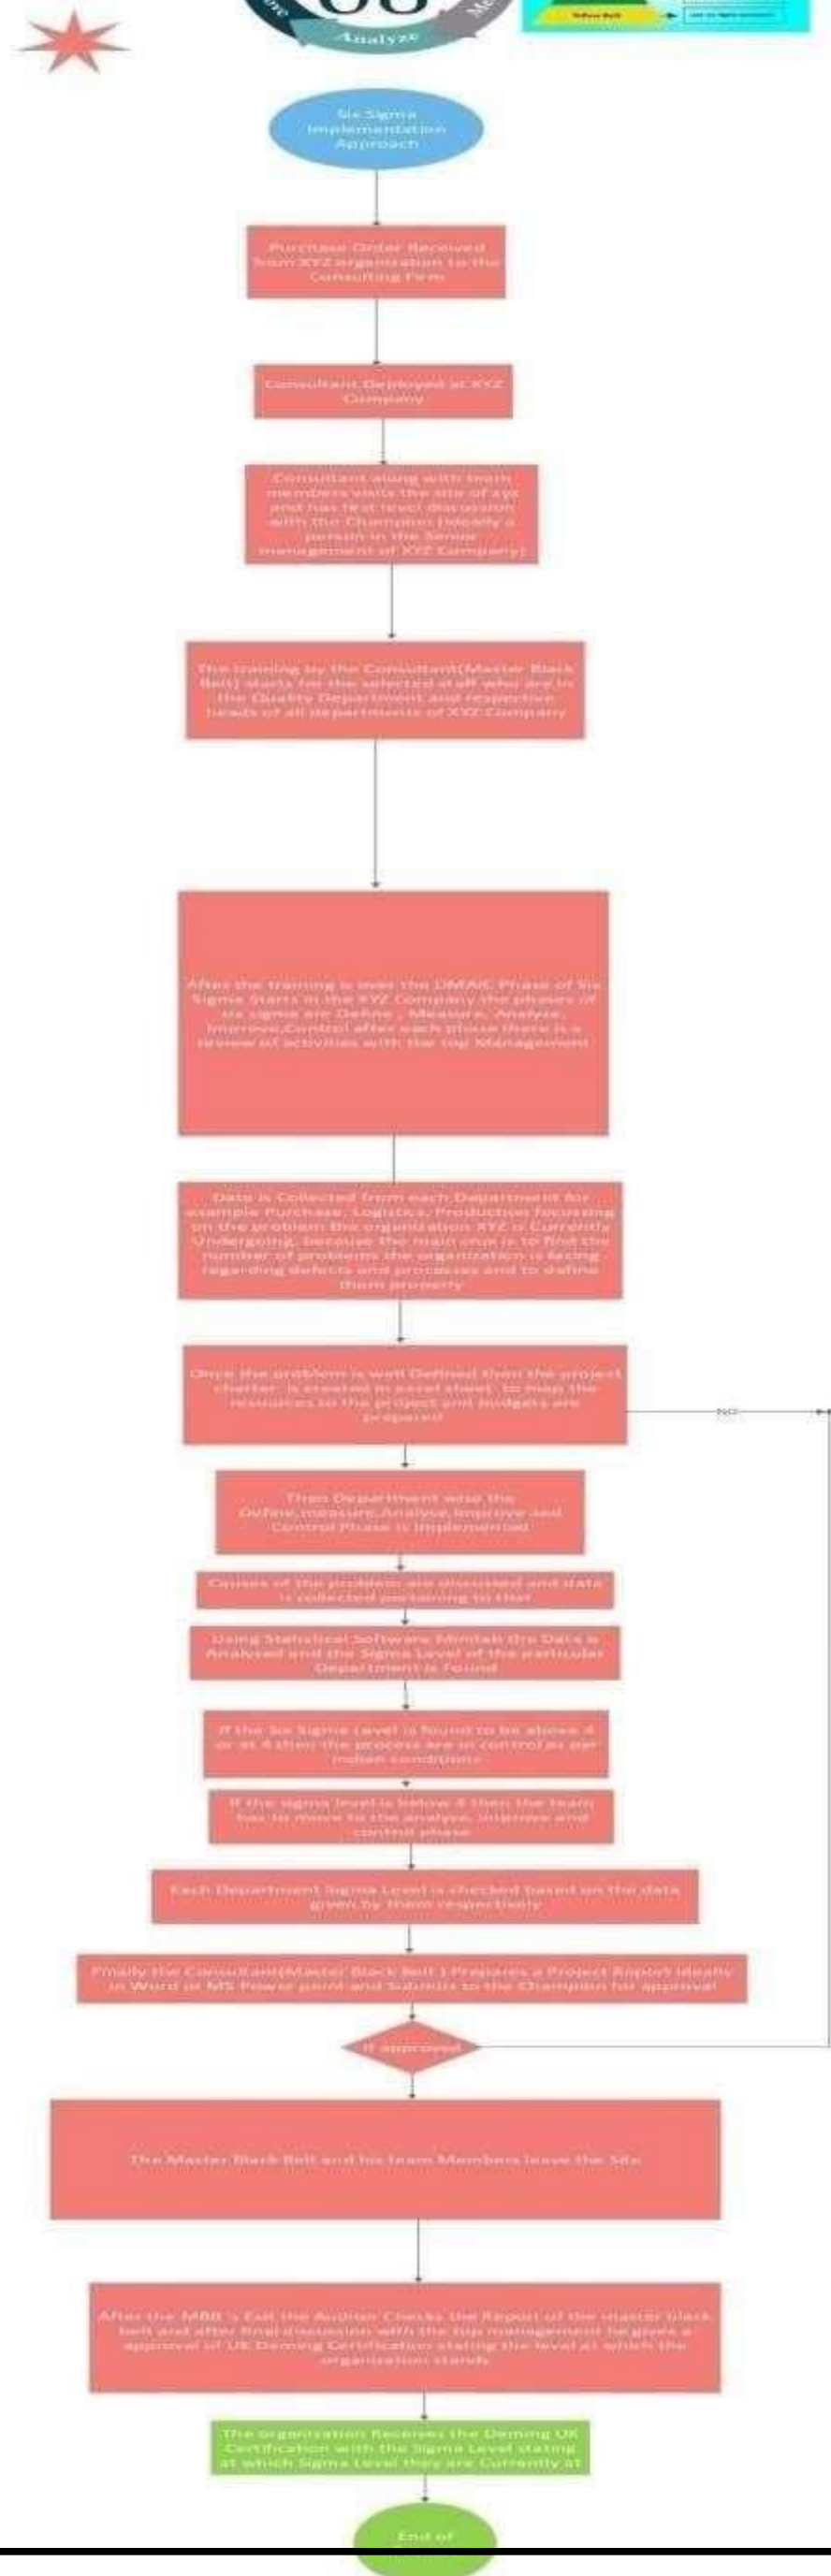 Analyze
Yellow Belt
Six Sigma
Implementation
Approach
Purchase Order Received
from XYZ organization to the
Consulting Firm
Consultant Deployed at XYZ
Company
Consultant along with team
members visits the site of xyz
and has first level discussion
with the Champion (ideally a
person in the Senior
management of XYZ Company)
The training by the Consultant(Master Black
Belt) starts for the selected staff who are in
the Quality Department and respective
heads of all departments of XYZ Company
After the training is over the DMAIC Phase of Six
Sigma Starts in the XYZ Company the phases of
six sigma are Define , Measure, Analyse,
Improve,Control after each phase there is a
review of activities with the top Management
Data is Collected from each Department for
example Purchase, Logistics, Production focussing
on the problem the organization XYZ is Currently
Undergoing, because the main crux is to find the
number of problems the organization is facing
regarding defects and processes and to define
them properly
Once the problem is well Defined then the project
charter is created in excel sheet to map the
resources to the project and budgets are
prepared
Then Department wise the
Define,measure,Analyse,Improve and
Control Phase is Implemented
Causes of the problem are discussed and data
is collected pertaining to that
Using Statistical Software Minitab the Data is
Analysed and the Sigma Level of the particular
Department is Found
If the Six Sigma Level is found to be above 4
or at 4 then the process are in control as per
Indian conditions
If the sigma level is below 4 then the team
has to move to the analyse, improve and
control phase
Each Department Sigma Level is checked based on the data
given by them respectively
Finally the Consultant(Master Black Belt ) Prepares a Project Report ideally
in Word or MS Power point and Submits to the Champion for approval
If approved
The Master Black Belt and his team Members leave the Site
After the MBB 's Exit the Auditor Checks the Report of the master black
belt and after final discussion with the top management he gives a
approval of UK Deming Certification stating the level at which the
organization stands
The organization Receives the Deming UK
Certification with the Sigma Level stating
at which Sigma Level they are Currently at
End of